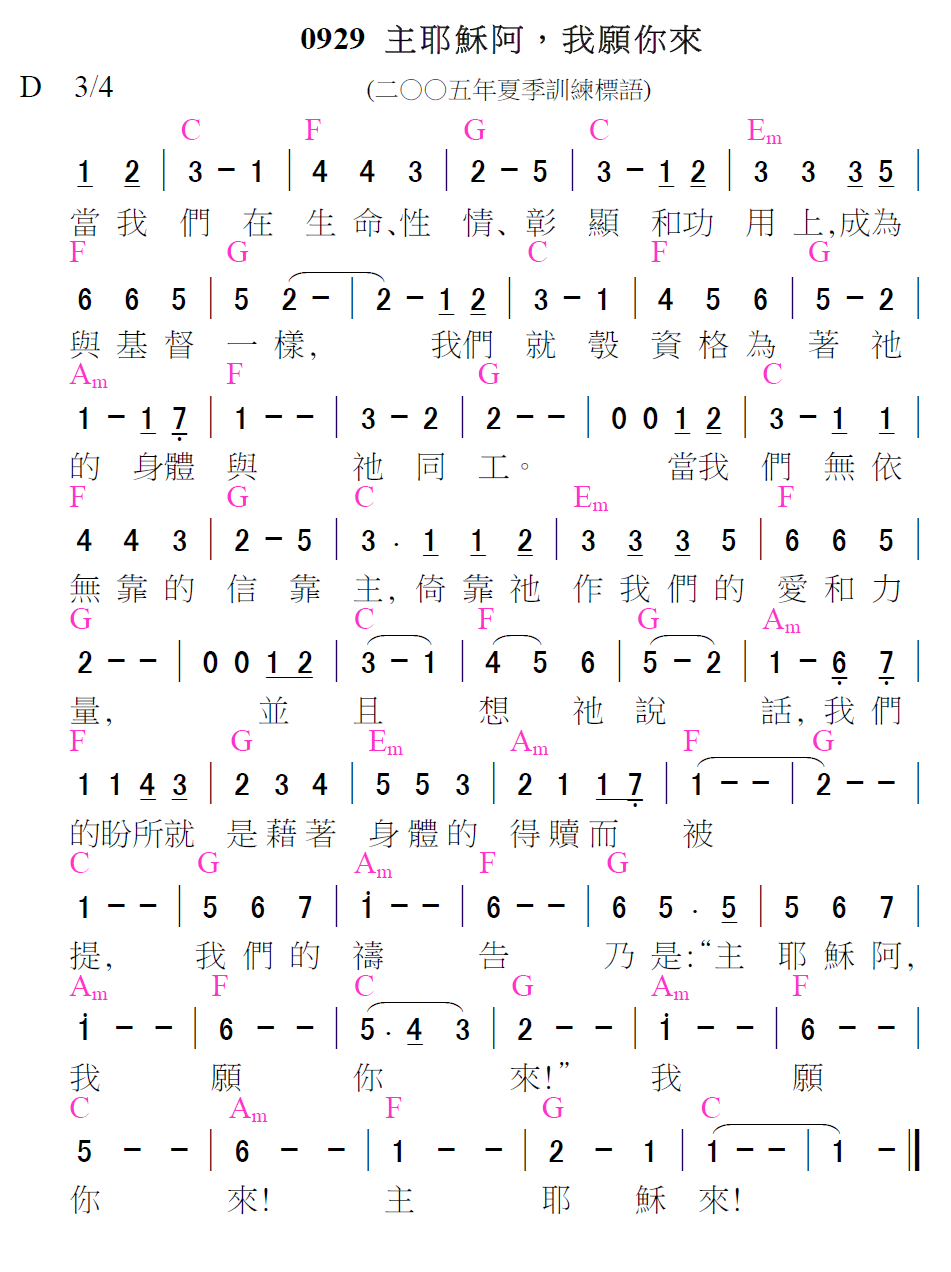 0929 主耶穌阿，我願你來
D 3/4 (二〇〇五年夏季訓練標語)
C F G C Em
1 2 | 3 - 1 | 4 4 3 | 2 - 5 | 3 - 1 2 | 3 3 3 5 |
當我們在生命、性情、彰顯和功用上,成為
F G C F G
6 6 5 | 5 2 - | 2 - 1 2 | 3 - 1 | 4 5 6 | 5 - 2 |
與基督一樣, 我們就彀資格為著祂
Am F G C
1 - 1 7 | 1 - - | 3 - 2 | 2 - - | 0 0 1 2 | 3 - 1 1 |
的身體與祂同工。 當我們無依
F G C Em F
4 4 3 | 2 - 5 | 3 . 1 1 2 | 3 3 3 5 | 6 6 5 |
無靠的信靠主, 倚靠祂作我們的愛和力
G C F G Am
2 - - | 0 0 1 2 | 3 - 1 | 4 5 6 | 5 - 2 | 1 - 6 7 |
量, 並且想祂說話, 我們
F G Em Am F G
1 1 4 3 | 2 3 4 | 5 5 3 | 2 1 1 7 | 1 - - | 2 - - |
的盼所就是藉著身體的得贖而被
C G Am F G
1 - - | 5 6 7 | i - - | 6 - - | 6 5 . 5 | 5 6 7 |
提, 我們的禱告乃是:“主耶穌阿,
Am F C G Am F
i - - | 6 - - | 5 . 4 3 | 2 - - | i - - | 6 - - |
我願你來!” 我願
C Am F G C
5 - - | 6 - - | 1 - - | 2 - 1 | 1 - - | 1 - ‖
你來! 主耶穌來!